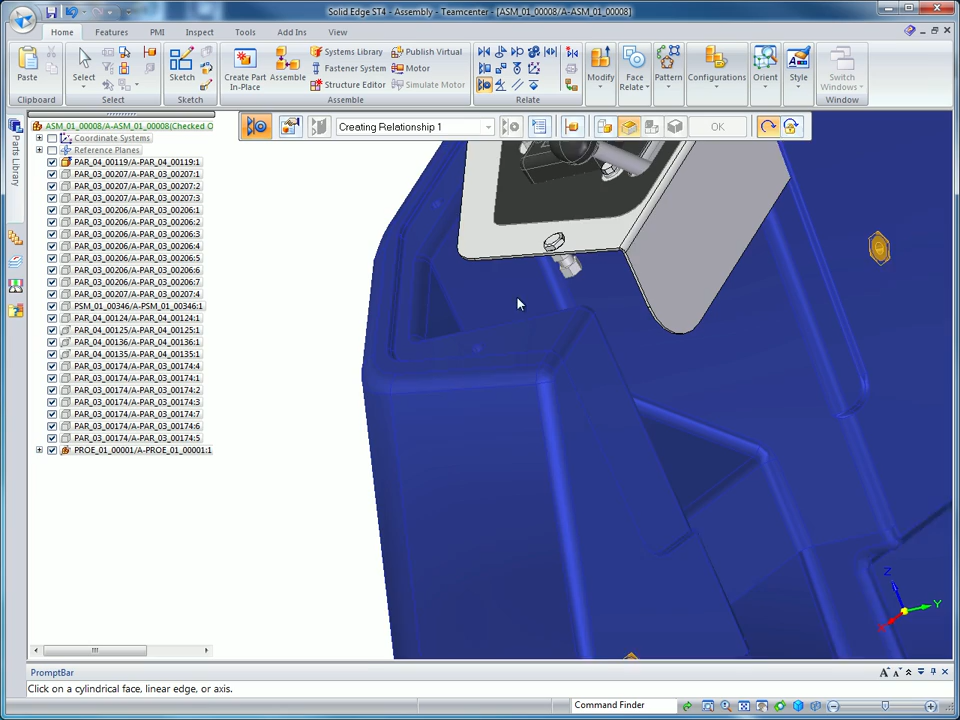 Solid Edge ST4 - Assembly - Teamcenter - [ASM_01_00008/A-ASM_01_00008]
Home Features PMI Inspect Tools Add Ins View
Paste
Clipboard
Select
Select
Sketch
Sketch
Create Part In-Place
Assemble
Systems Library
Fastener System
Structure Editor
Publish Virtual
Motor
Simulate Motor
Assemble
Relate
Modify
Face Relate
Pattern
Configurations
Orient
Style
Switch Windows
Window
Parts Library
Creating Relationship 1
OK
ASM_01_00008/A-ASM_01_00008(Checked O
Coordinate Systems
Reference Planes
PAR_04_00119/A-PAR_04_00119:1
PAR_03_00207/A-PAR_03_00207:1
PAR_03_00207/A-PAR_03_00207:2
PAR_03_00207/A-PAR_03_00207:3
PAR_03_00206/A-PAR_03_00206:1
PAR_03_00206/A-PAR_03_00206:2
PAR_03_00206/A-PAR_03_00206:3
PAR_03_00206/A-PAR_03_00206:4
PAR_03_00206/A-PAR_03_00206:5
PAR_03_00206/A-PAR_03_00206:6
PAR_03_00206/A-PAR_03_00206:7
PAR_03_00207/A-PAR_03_00207:4
PSM_01_00346/A-PSM_01_00346:1
PAR_04_00124/A-PAR_04_00124:1
PAR_04_00125/A-PAR_04_00125:1
PAR_04_00136/A-PAR_04_00136:1
PAR_04_00135/A-PAR_04_00135:1
PAR_03_00174/A-PAR_03_00174:4
PAR_03_00174/A-PAR_03_00174:1
PAR_03_00174/A-PAR_03_00174:2
PAR_03_00174/A-PAR_03_00174:3
PAR_03_00174/A-PAR_03_00174:7
PAR_03_00174/A-PAR_03_00174:6
PAR_03_00174/A-PAR_03_00174:5
PROE_01_00001/A-PROE_01_00001:1
Z
Y
X
PromptBar
Click on a cylindrical face, linear edge, or axis.
Command Finder